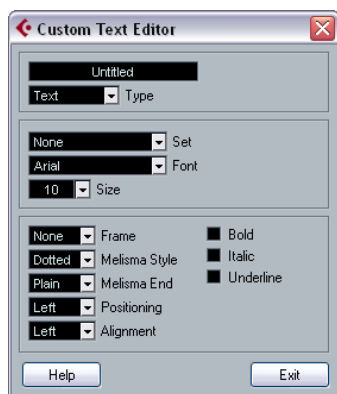 Custom Text Editor
Untitled
Text Type
None Set
Arial Font
10 Size
None Frame Bold
Dotted Melisma Style Italic
Plain Melisma End Underline
Left Positioning
Left Alignment
Help Exit